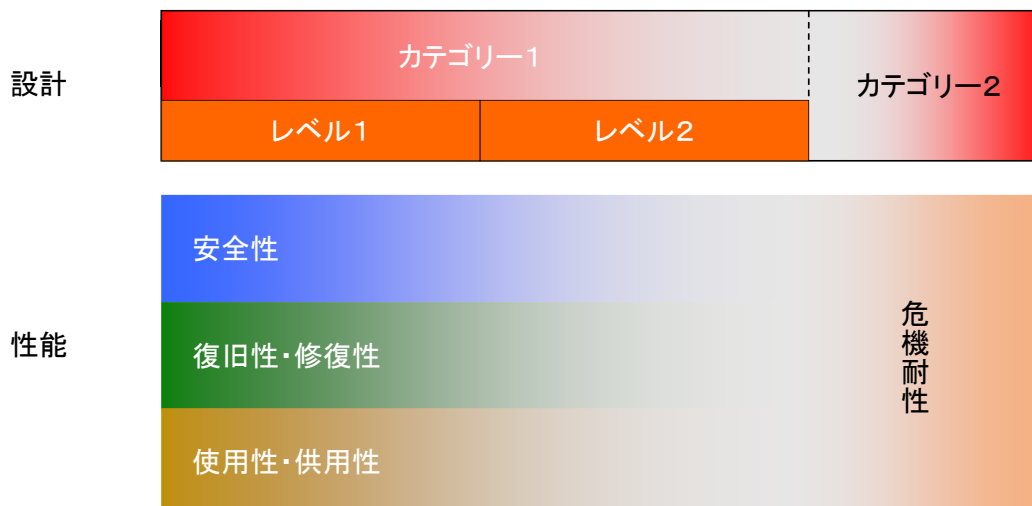 設計
カテゴリー1
カテゴリー2
レベル1
レベル2
性能
安全性
復旧性・修復性
使用性・供用性
危機耐性